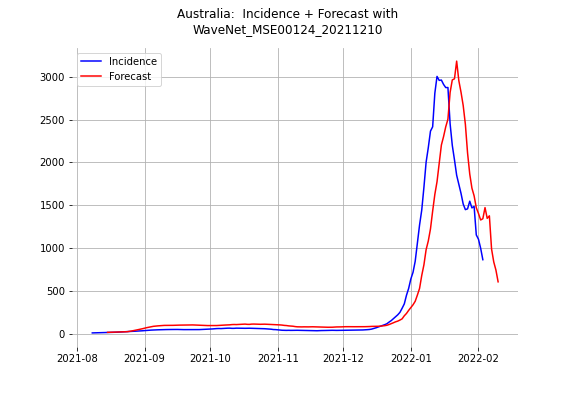 Australia:  Incidence + Forecast with
WaveNet_MSE00124_20211210
Incidence
Forecast
3000
2500
2000
1500
1000
500
0
2021-08 2021-09 2021-10 2021-11 2021-12 2022-01 2022-02